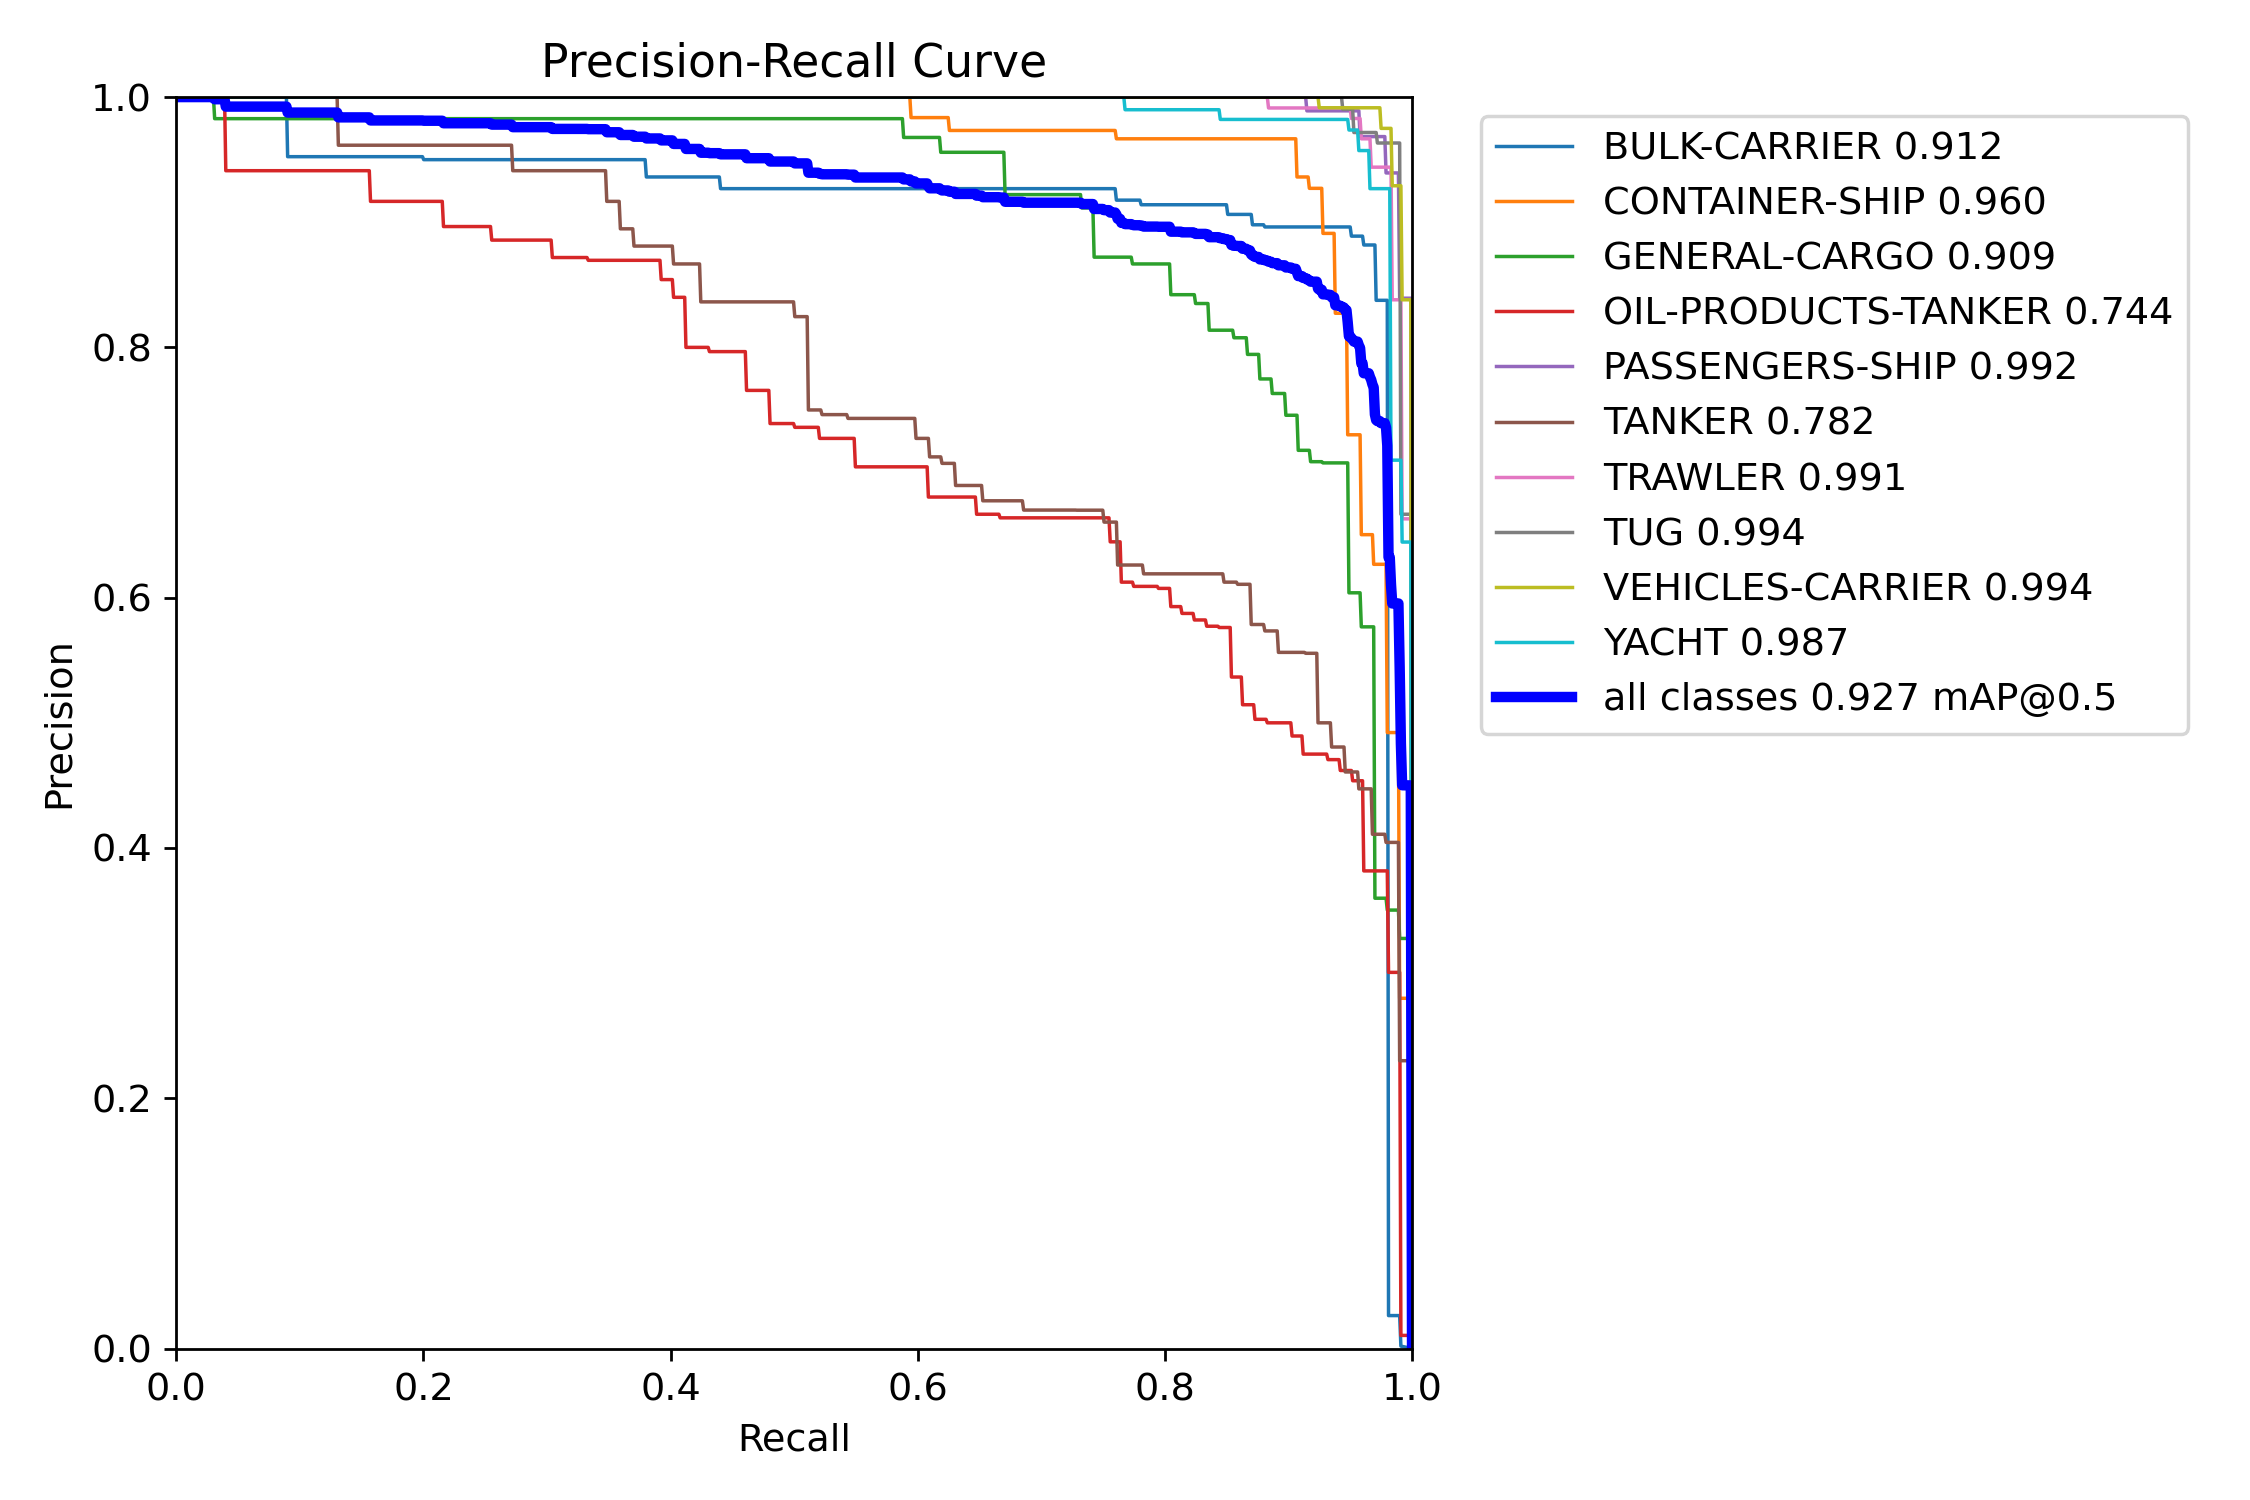 Precision-Recall Curve
1.0
0.8
0.6
0.4
0.2
0.0
Precision
0.0 0.2 0.4 0.6 0.8 1.0
Recall
BULK-CARRIER 0.912
CONTAINER-SHIP 0.960
GENERAL-CARGO 0.909
OIL-PRODUCTS-TANKER 0.744
PASSENGERS-SHIP 0.992
TANKER 0.782
TRAWLER 0.991
TUG 0.994
VEHICLES-CARRIER 0.994
YACHT 0.987
all classes 0.927 mAP@0.5